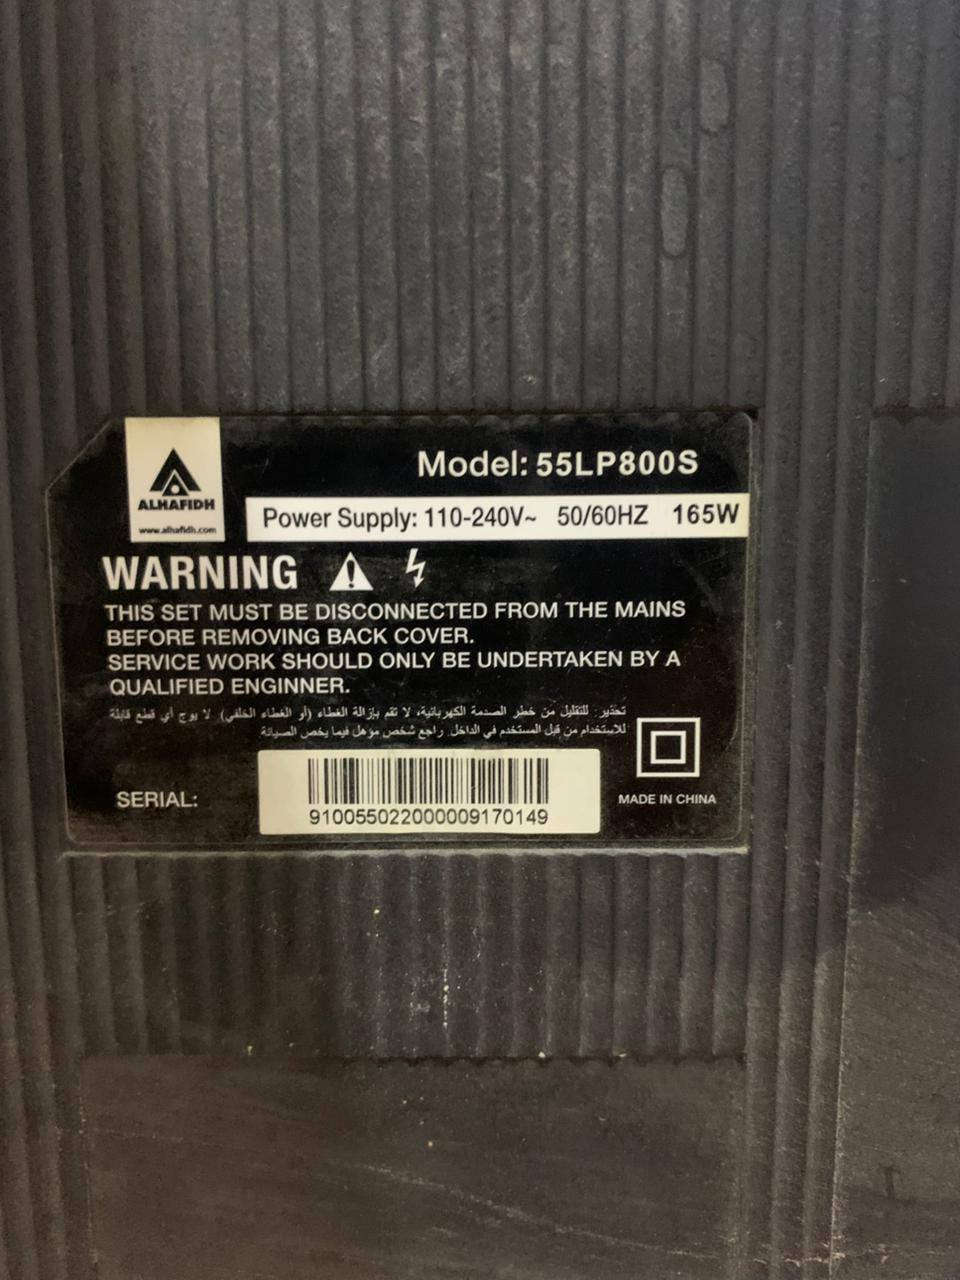 ALHAFIDH
www.alhafidh.com
Model: 55LP800S
Power Supply: 110-240V~ 50/60HZ 165W
WARNING
THIS SET MUST BE DISCONNECTED FROM THE MAINS
BEFORE REMOVING BACK COVER.
SERVICE WORK SHOULD ONLY BE UNDERTAKEN BY A
QUALIFIED ENGINNER.
تحذير: للتقليل من خطر الصدمة الكهربائية، لا تقم بإزالة الغطاء (أو الغطاء الخلفي). لا يوج أي قطع قابلة
للاستخدام من قبل المستخدم في الداخل. راجع شخص مؤهل فيما يخص الصيانة
SERIAL:
910055022000009170149
MADE IN CHINA